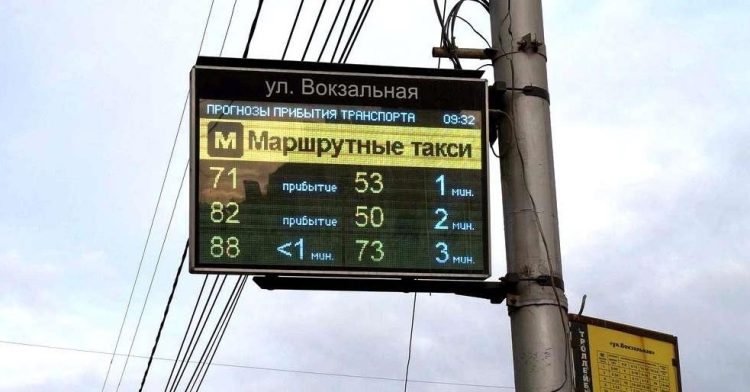 ул. Вокзальная
ПРОГНОЗЫ ПРИБЫТИЯ ТРАНСПОРТА 09:32
М Маршрутные такси
71 прибытие 53 1 мин.
82 прибытие 50 2 мин.
88 <1 мин. 73 3 мин.
ТРОЛЛЕЙБ
«ул.Вокзальная»